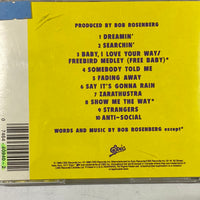 PRODUCED BY BOB ROSENBERG
1 DREAMIN'
2 SEARCHIN'
3 BABY, I LOVE YOUR WAY/
FREEBIRD MEDLEY (FREE BABY)*
4 SOMEBODY TOLD ME
5 FADING AWAY
6 SAY IT'S GONNA RAIN
7 ZARATHUSTRA
8 SHOW ME THE WAY*
9 STRANGERS
10 ANTI-SOCIAL
WORDS AND MUSIC BY BOB ROSENBERG except*
Epic